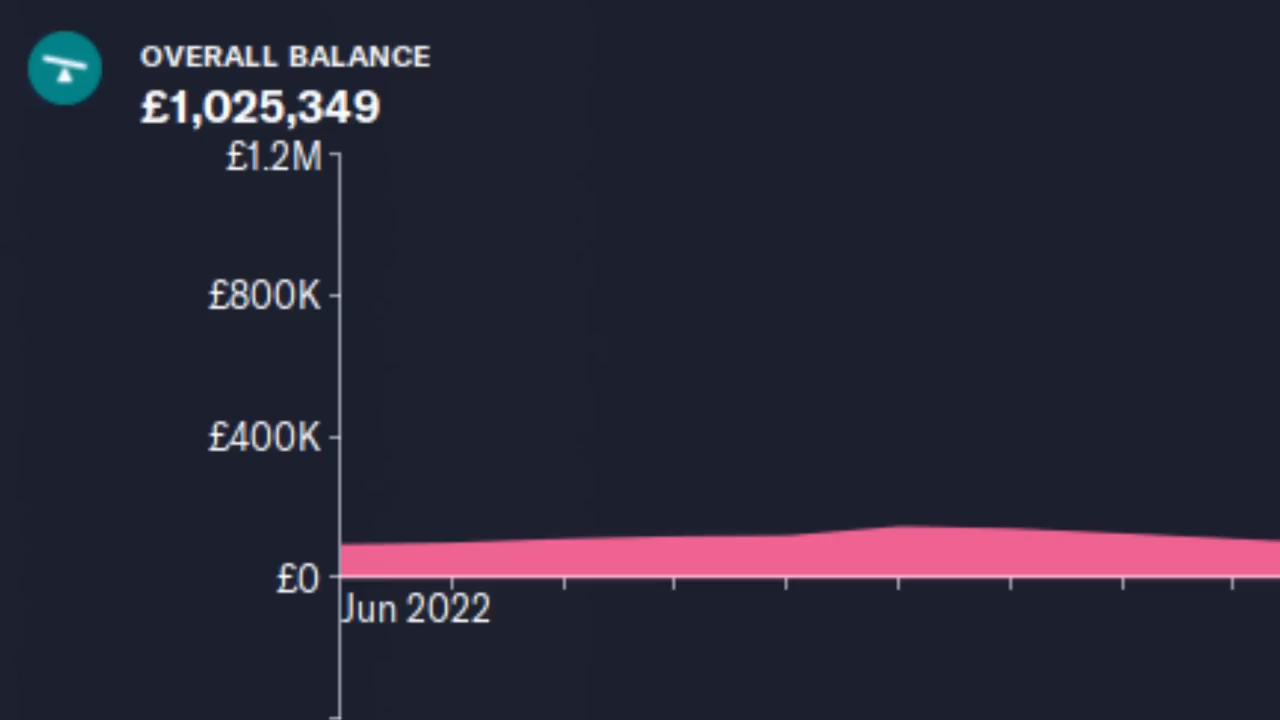 OVERALL BALANCE
£1,025,349
£1.2M
£800K
£400K
£0
Jun 2022